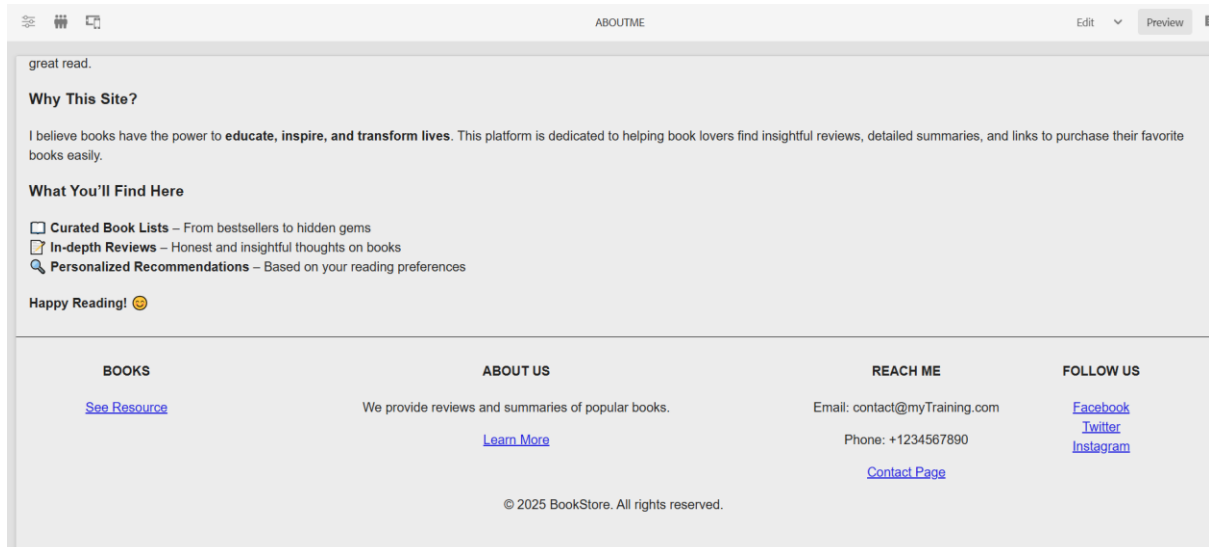 ABOUTME
Edit
Preview
great read.
Why This Site?
I believe books have the power to educate, inspire, and transform lives. This platform is dedicated to helping book lovers find insightful reviews, detailed summaries, and links to purchase their favorite
books easily.
What You’ll Find Here
📖 Curated Book Lists – From bestsellers to hidden gems
📝 In-depth Reviews – Honest and insightful thoughts on books
🔍 Personalized Recommendations – Based on your reading preferences
Happy Reading! 😊
BOOKS
See Resource
ABOUT US
We provide reviews and summaries of popular books.
Learn More
REACH ME
Email: contact@myTraining.com
Phone: +1234567890
Contact Page
FOLLOW US
Facebook
Twitter
Instagram
© 2025 BookStore. All rights reserved.